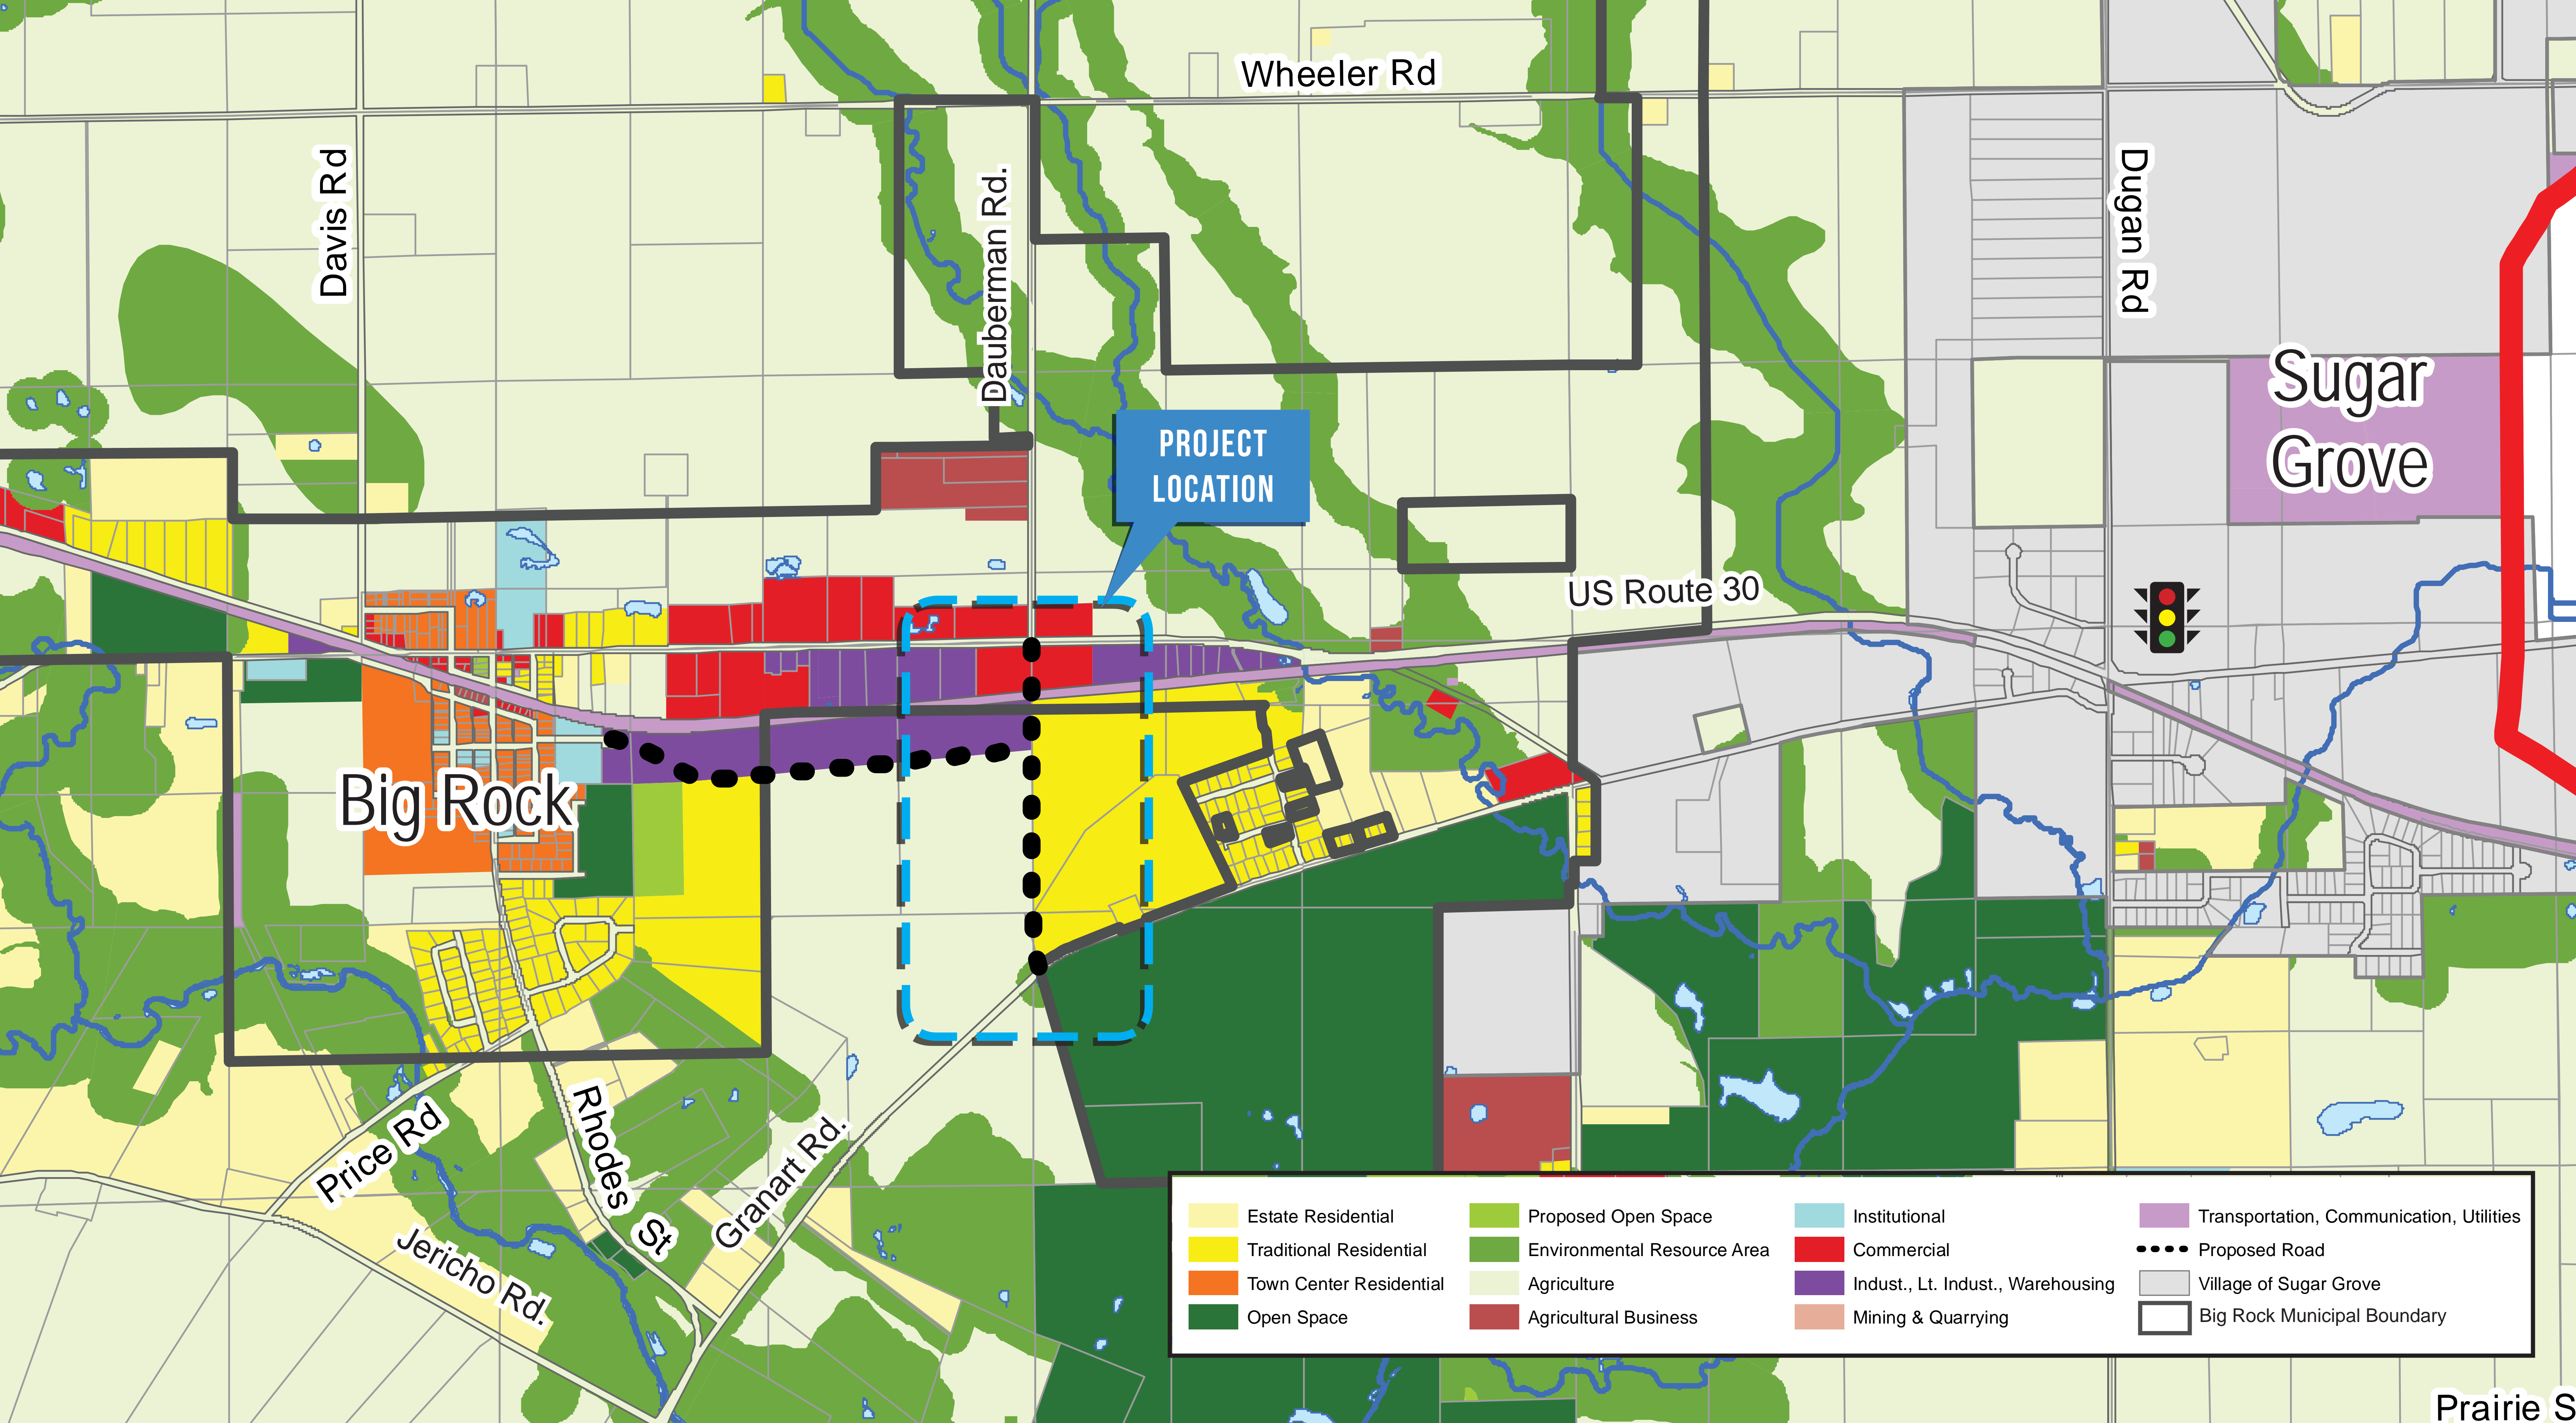 Wheeler Rd
Davis Rd
Dauberman Rd.
Dugan Rd
Sugar
Grove
PROJECT
LOCATION
US Route 30
Big Rock
Price Rd
Rhodes St
Granart Rd.
Jericho Rd.
Estate Residential
Traditional Residential
Town Center Residential
Open Space
Proposed Open Space
Environmental Resource Area
Agriculture
Agricultural Business
Institutional
Commercial
Indust., Lt. Indust., Warehousing
Mining & Quarrying
Transportation, Communication, Utilities
Proposed Road
Village of Sugar Grove
Big Rock Municipal Boundary
Prairie S